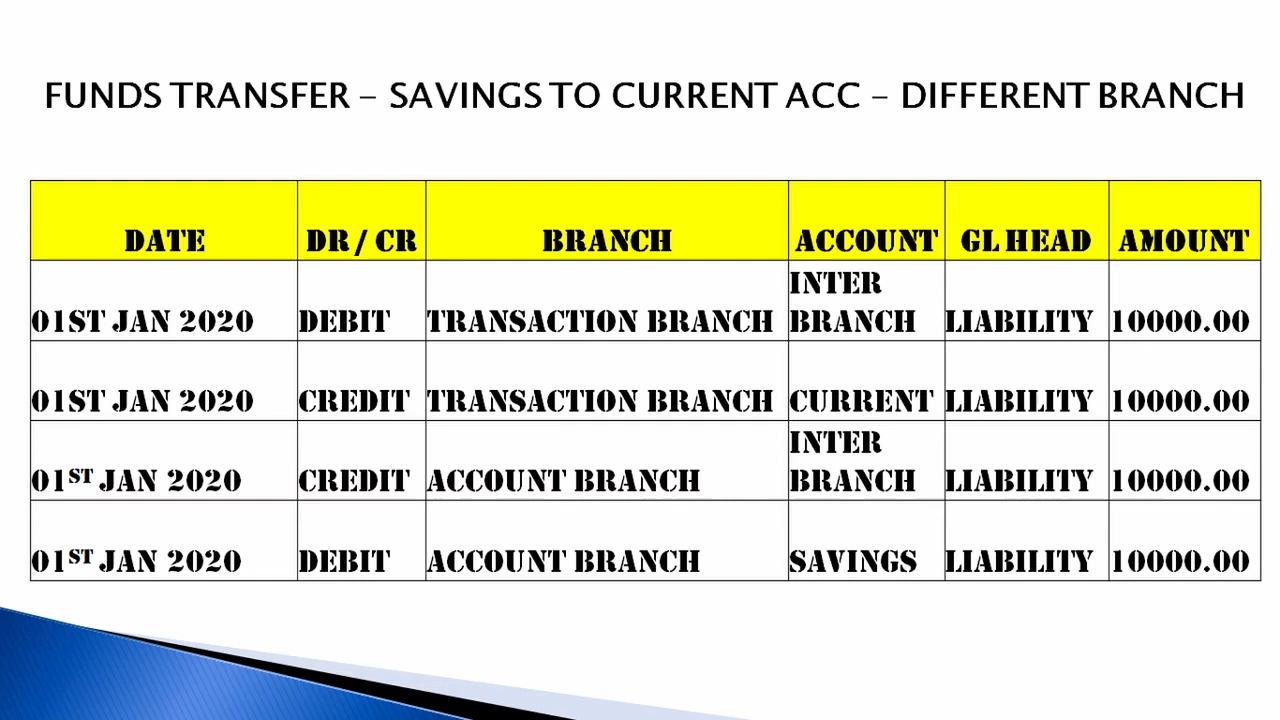 FUNDS TRANSFER – SAVINGS TO CURRENT ACC – DIFFERENT BRANCH
DATE DR / CR BRANCH ACCOUNT GL HEAD AMOUNT
01ST JAN 2020 DEBIT TRANSACTION BRANCH INTER BRANCH LIABILITY 10000.00
01ST JAN 2020 CREDIT TRANSACTION BRANCH CURRENT LIABILITY 10000.00
01ST JAN 2020 CREDIT ACCOUNT BRANCH INTER BRANCH LIABILITY 10000.00
01ST JAN 2020 DEBIT ACCOUNT BRANCH SAVINGS LIABILITY 10000.00